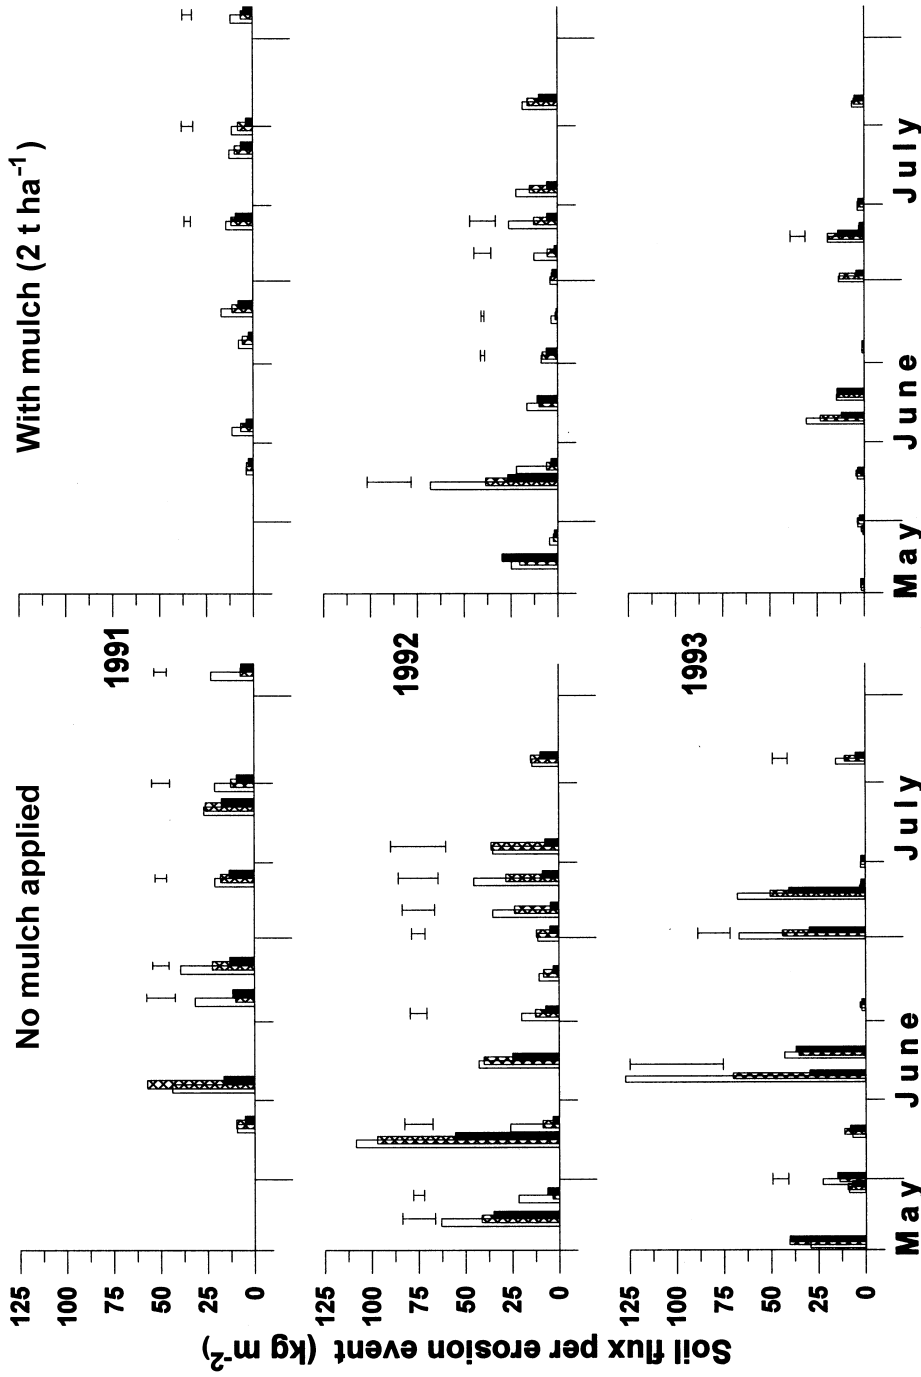 No mulch applied
With mulch (2 t ha⁻¹)
Soil flux per erosion event (kg m⁻²)
125
100
75
50
25
0
1991
125
100
75
50
25
0
1992
125
100
75
50
25
0
1993
May
June
July
May
June
July